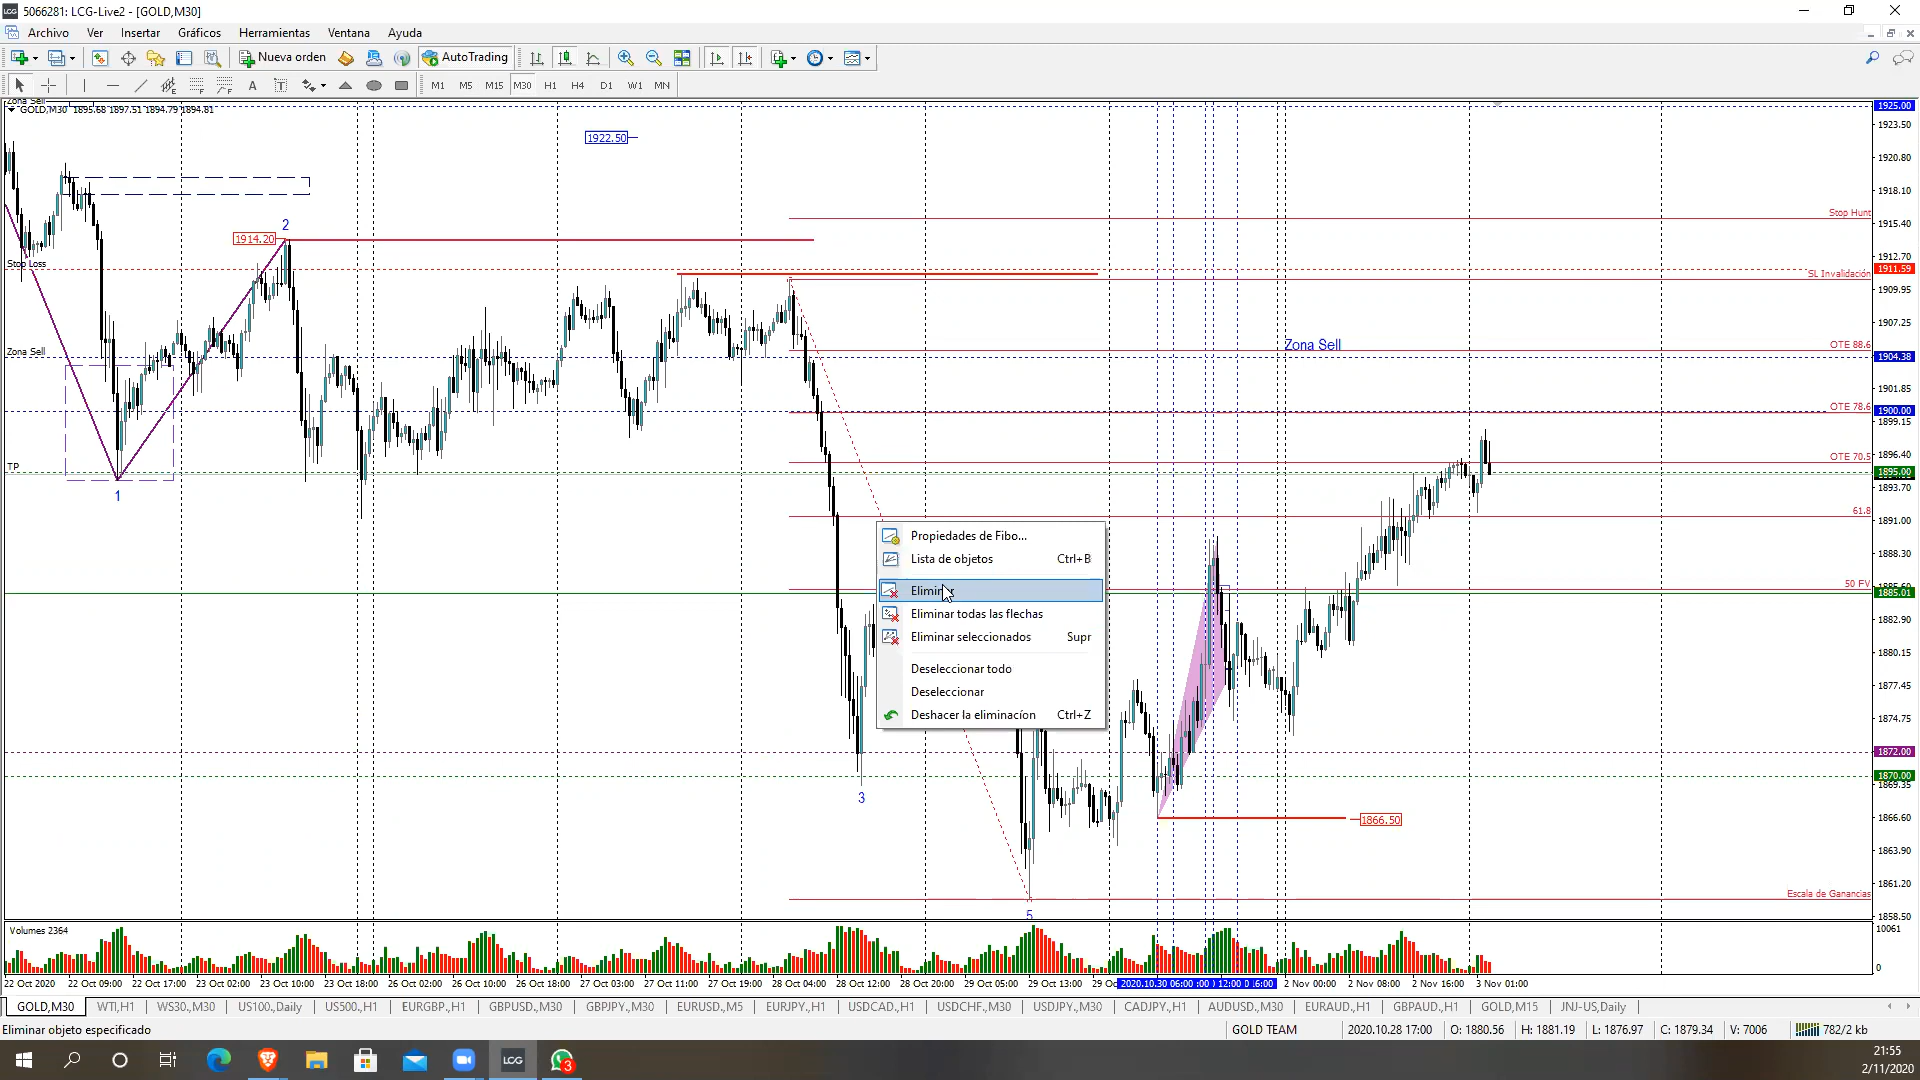 5066281: LCG-Live2 - [GOLD,M30]
Archivo Ver Insertar Gráficos Herramientas Ventana Ayuda
Nueva orden AutoTrading
A T M1 M5 M15 M30 H1 H4 D1 W1 MN
Zona Sell
GOLD,M30 1895.68 1897.51 1894.79 1894.81
1925.00
1923.50
1922.50
1920.80
1918.10
Stop Hunt
1915.40
2
1914.20
1912.70
Stop Loss
1911.59
SL Invalidación
1909.95
1907.25
Zona Sell
OTE 88.6
Zona Sell
1904.38
1901.85
OTE 78.6
1900.00
1899.15
OTE 70.5
1896.40
TP
1895.00
1893.70
1
61.8
1891.00
1888.30
50 FV
1885.01
1882.90
1880.15
1877.45
1874.75
1872.00
1870.00
1869.35
3
1866.60
1866.50
1863.90
Escala de Ganancias
1861.20
5
1858.50
Propiedades de Fibo...
Lista de objetos Ctrl+B
Eliminar
Eliminar todas las flechas
Eliminar seleccionados Supr
Deseleccionar todo
Deseleccionar
Deshacer la eliminacíon Ctrl+Z
Volumes 2364
10061
0
22 Oct 2020 22 Oct 09:00 22 Oct 17:00 23 Oct 02:00 23 Oct 10:00 23 Oct 18:00 26 Oct 02:00 26 Oct 10:00 26 Oct 18:00 27 Oct 03:00 27 Oct 11:00 27 Oct 19:00 28 Oct 04:00 28 Oct 12:00 28 Oct 20:00 29 Oct 05:00 29 Oct 13:00 2020.10.30 06:00 12:00 16:00 2 Nov 00:00 2 Nov 08:00 2 Nov 16:00 3 Nov 01:00
GOLD,M30 WTI,H1 WS30,M30 US100,Daily US500,H1 EURGBP,H1 GBPUSD,M30 GBPJPY,M30 EURUSD,M5 EURJPY,H1 USDCAD,H1 USDCHF,M30 USDJPY,M30 CADJPY,H1 AUDUSD,M30 EURAUD,H1 GBPAUD,H1 GOLD,M15 JNJ-US,Daily
Eliminar objeto especificado GOLD TEAM 2020.10.28 17:00 O: 1880.56 H: 1881.19 L: 1876.97 C: 1879.34 V: 7006 782/2 kb
LCG 3
21:55
2/11/2020